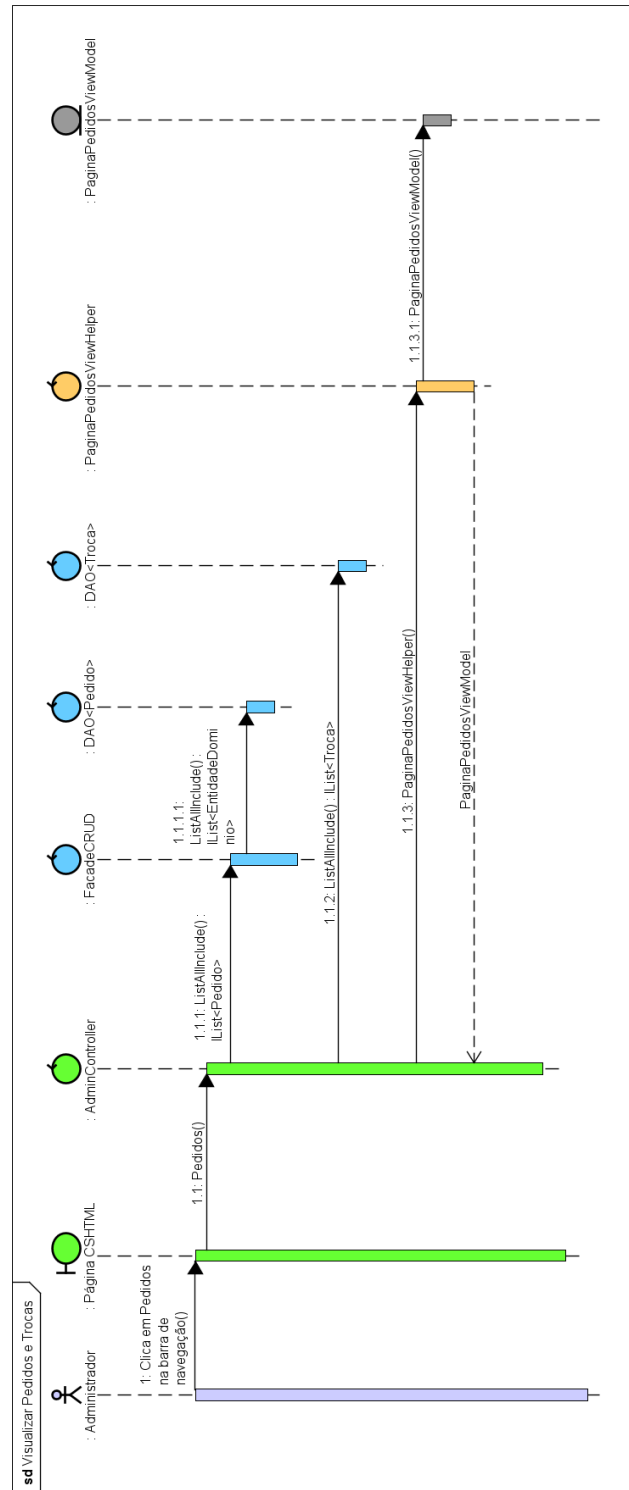 sd Visualizar Pedidos e Trocas
: Administrador
: Página CSHTML
: AdminController
: FacadeCRUD
: DAO<Pedido>
: DAO<Troca>
: PaginaPedidosViewHelper
: PaginaPedidosViewModel
1: Clica em Pedidos
na barra de
navegação()
1.1: Pedidos()
1.1.1: ListAllInclude() :
IList<Pedido>
1.1.1.1:
ListAllInclude() :
IList<EntidadeDomi
nio>
1.1.2: ListAllInclude() : IList<Troca>
1.1.3: PaginaPedidosViewHelper()
1.1.3.1: PaginaPedidosViewModel()
PaginaPedidosViewModel